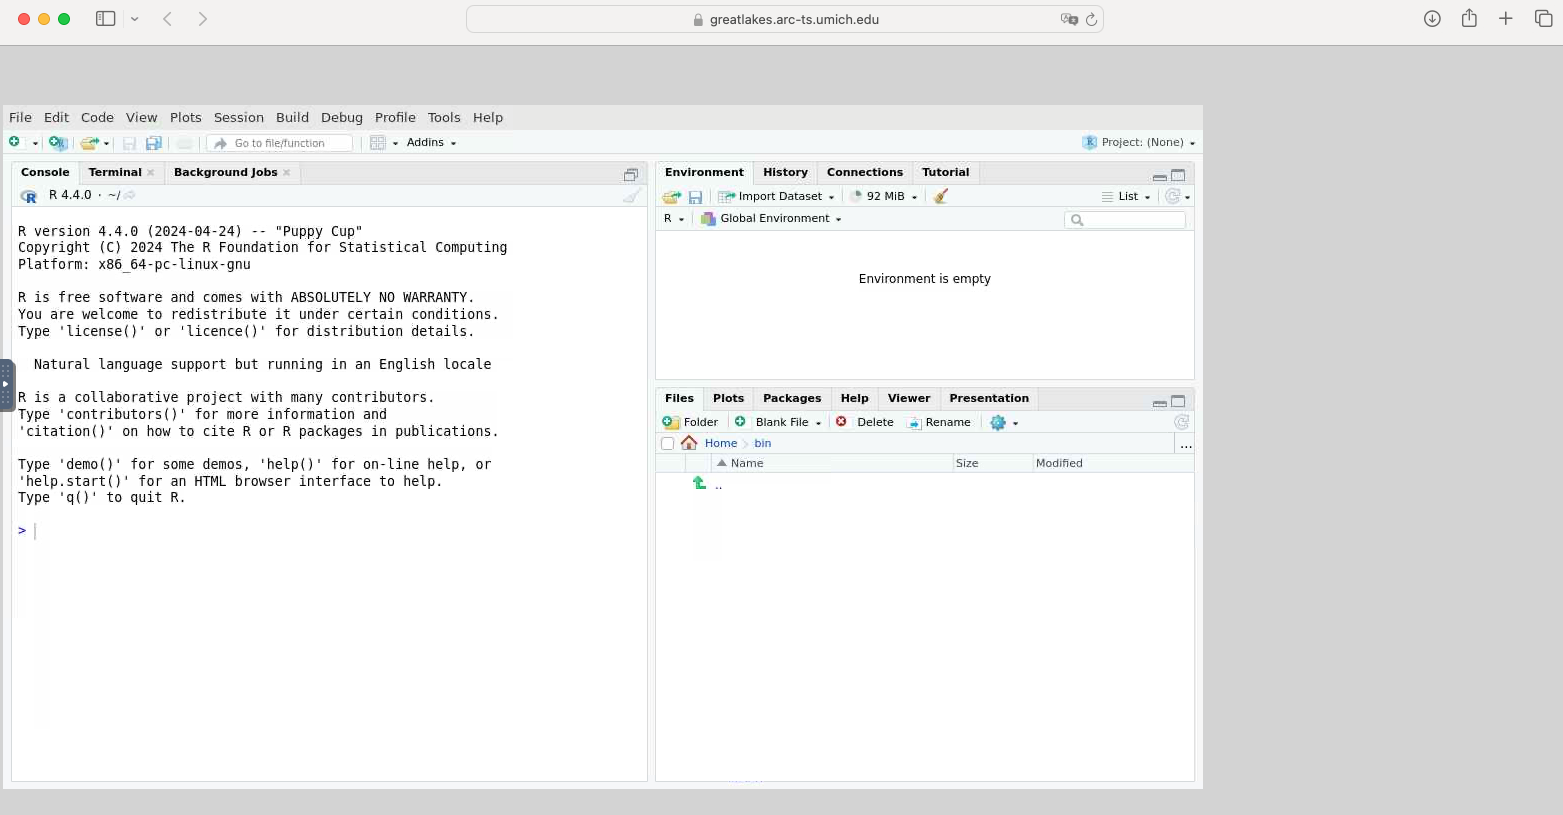 greatlakes.arc-ts.umich.edu
File Edit Code View Plots Session Build Debug Profile Tools Help
Go to file/function Addins Project: (None)
Console Terminal Background Jobs
R 4.4.0 · ~/
R version 4.4.0 (2024-04-24) -- "Puppy Cup"
Copyright (C) 2024 The R Foundation for Statistical Computing
Platform: x86_64-pc-linux-gnu
R is free software and comes with ABSOLUTELY NO WARRANTY.
You are welcome to redistribute it under certain conditions.
Type 'license()' or 'licence()' for distribution details.
Natural language support but running in an English locale
R is a collaborative project with many contributors.
Type 'contributors()' for more information and
'citation()' on how to cite R or R packages in publications.
Type 'demo()' for some demos, 'help()' for on-line help, or
'help.start()' for an HTML browser interface to help.
Type 'q()' to quit R.
>
Environment History Connections Tutorial
Import Dataset 92 MiB List
R Global Environment
Environment is empty
Files Plots Packages Help Viewer Presentation
Folder Blank File Delete Rename
Home bin ...
Name Size Modified
..